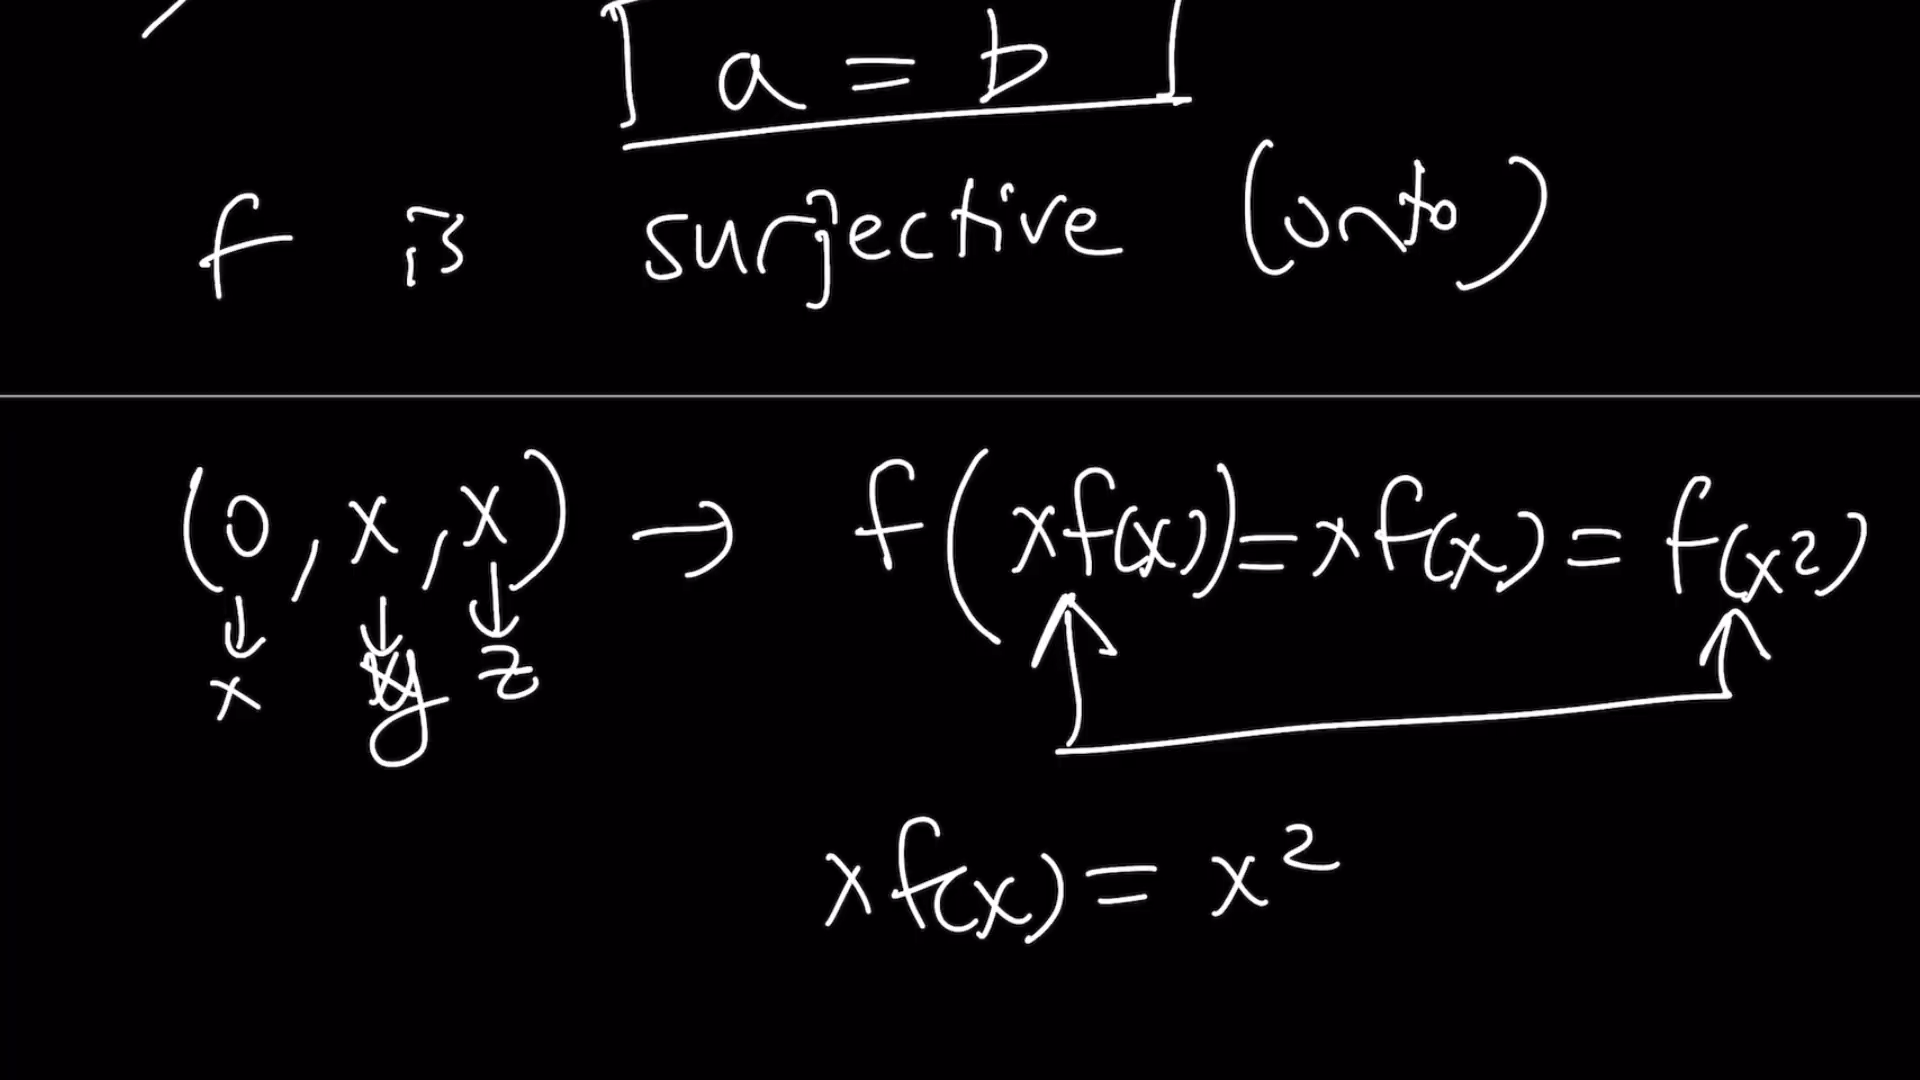 a = b
f is surjective (onto)
(0, x, x) → f(xf(x)) = xf(x) = f(x²)
x y z
xf(x) = x²